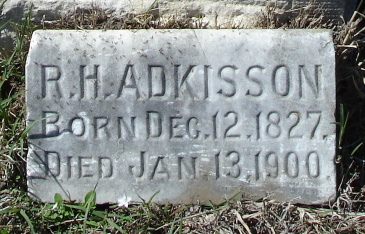 R.H.ADKISSON
BORN DEC.12.1827.
DIED JAN.13.1900.